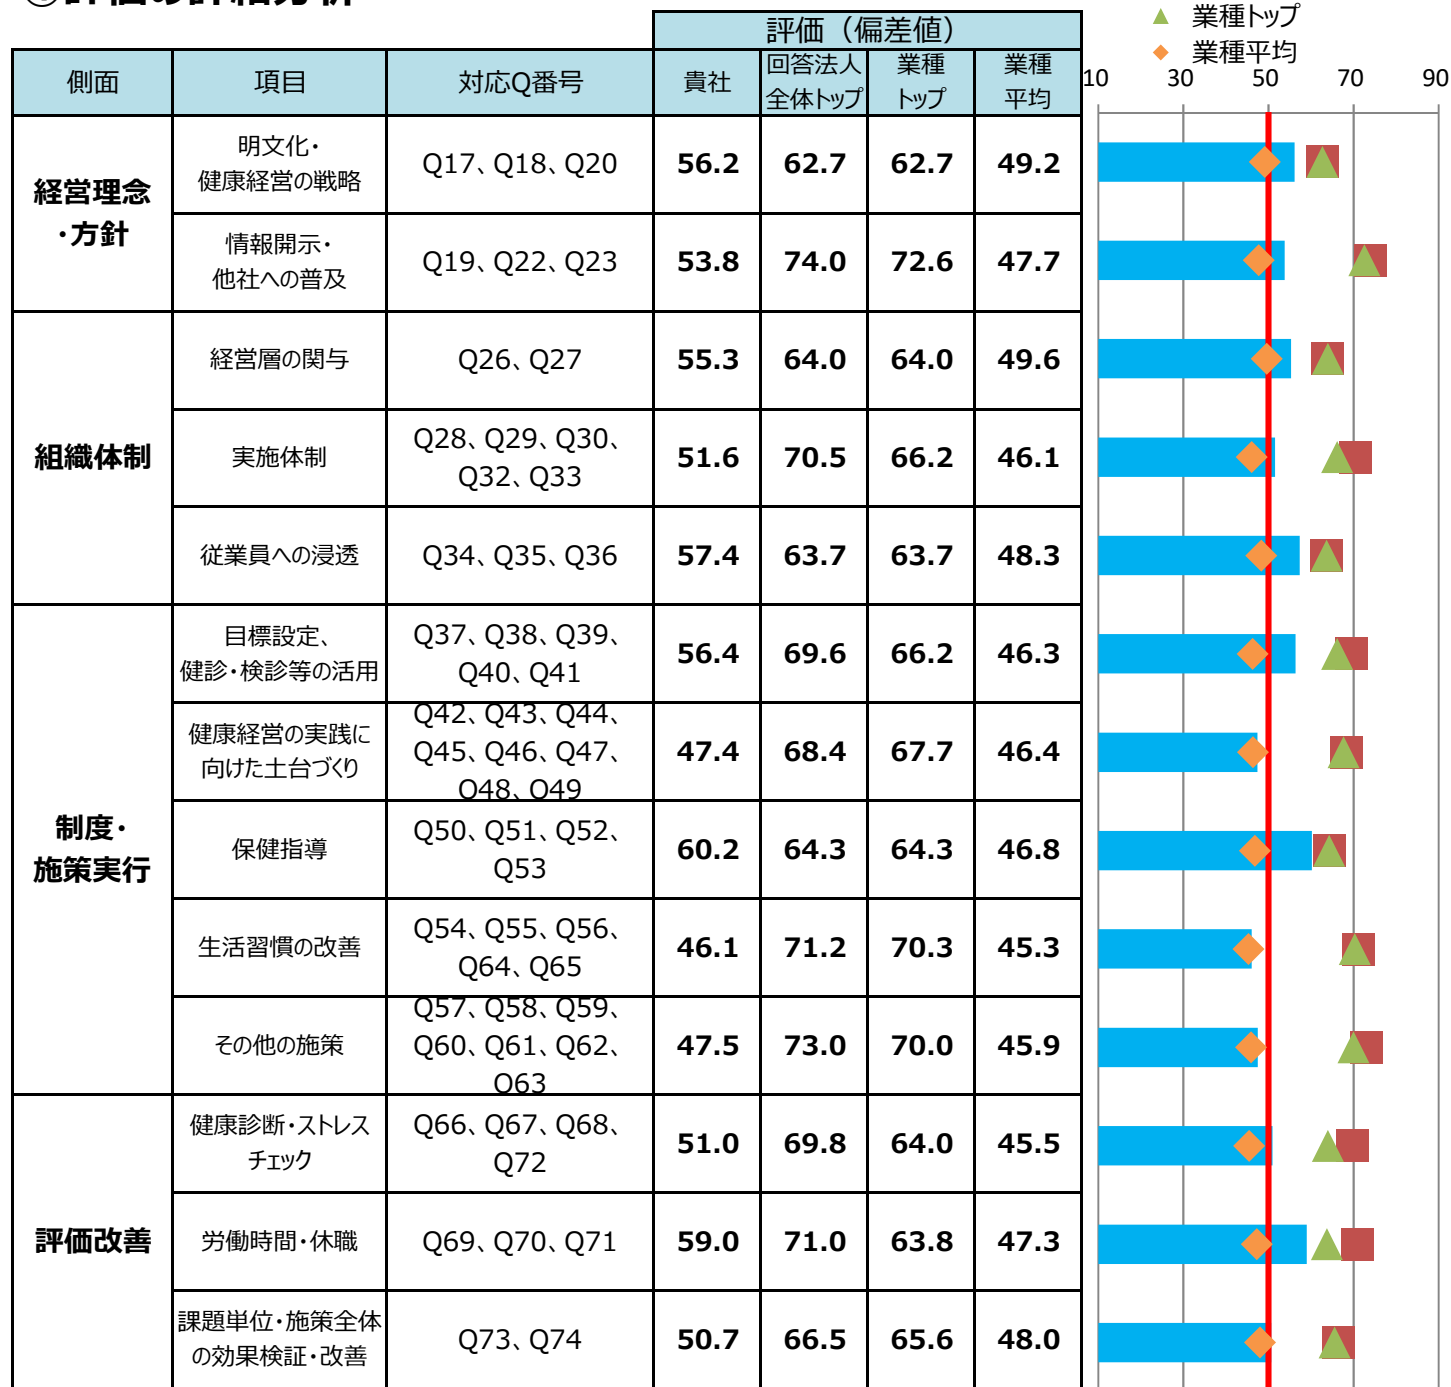 ②評価の詳細分析
評価（偏差値）
側面 項目 対応Q番号 貴社 回答法人 業種 業種
全体トップ トップ 平均
▲ 業種トップ
◆ 業種平均
10 30 50 70 90
経営理念
・方針
明文化・
健康経営の戦略
Q17、Q18、Q20 56.2 62.7 62.7 49.2
情報開示・
他社への普及
Q19、Q22、Q23 53.8 74.0 72.6 47.7
組織体制
経営層の関与 Q26、Q27 55.3 64.0 64.0 49.6
実施体制
Q28、Q29、Q30、
Q32、Q33
51.6 70.5 66.2 46.1
従業員への浸透 Q34、Q35、Q36 57.4 63.7 63.7 48.3
制度・
施策実行
目標設定、
健診・検診等の活用
Q37、Q38、Q39、
Q40、Q41
56.4 69.6 66.2 46.3
健康経営の実践に
向けた土台づくり
Q42、Q43、Q44、
Q45、Q46、Q47、
Q48、Q49
47.4 68.4 67.7 46.4
保健指導
Q50、Q51、Q52、
Q53
60.2 64.3 64.3 46.8
生活習慣の改善
Q54、Q55、Q56、
Q64、Q65
46.1 71.2 70.3 45.3
その他の施策
Q57、Q58、Q59、
Q60、Q61、Q62、
Q63
47.5 73.0 70.0 45.9
評価改善
健康診断・ストレス
チェック
Q66、Q67、Q68、
Q72
51.0 69.8 64.0 45.5
労働時間・休職 Q69、Q70、Q71 59.0 71.0 63.8 47.3
課題単位・施策全体
の効果検証・改善
Q73、Q74 50.7 66.5 65.6 48.0